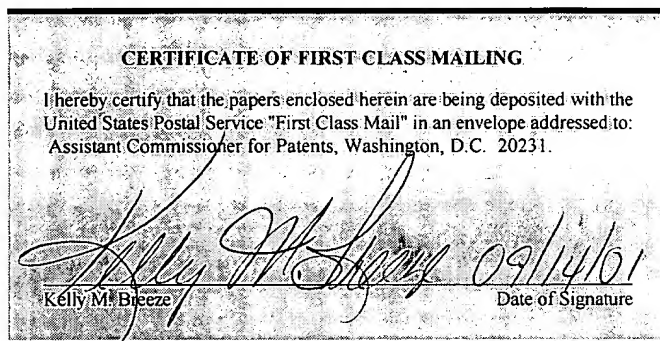 CERTIFICATE OF FIRST CLASS MAILING
I hereby certify that the papers enclosed herein are being deposited with the
United States Postal Service "First Class Mail" in an envelope addressed to:
Assistant Commissioner for Patents, Washington, D.C. 20231.
Kelly M Breeze 09/14/01
Kelly M. Breeze Date of Signature